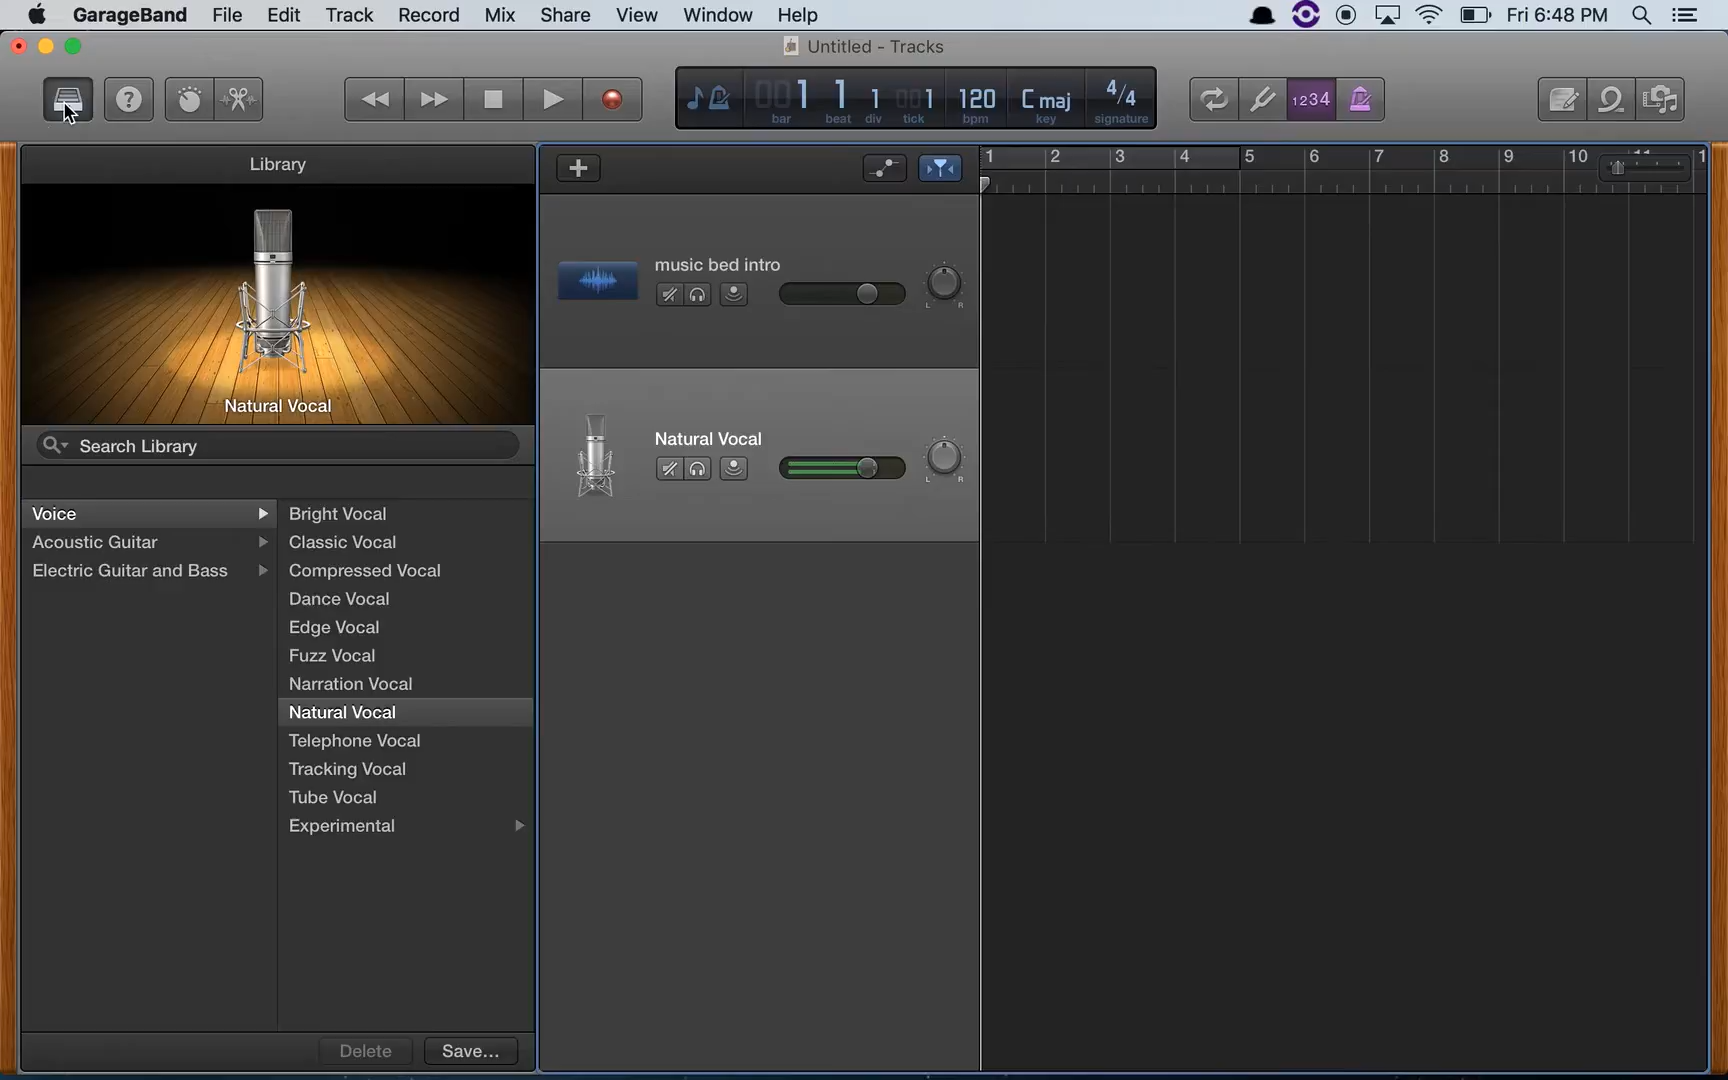 GarageBand File Edit Track Record Mix Share View Window Help Fri 6:48 PM
Untitled - Tracks
001 1 1 001 120 C maj 4/4
bar beat div tick bpm key signature
1234
Library
1 2 3 4 5 6 7 8 9 10 11 1
Natural Vocal
music bed intro
L R
Search Library
Natural Vocal
L R
Voice Bright Vocal
Acoustic Guitar Classic Vocal
Electric Guitar and Bass Compressed Vocal
Dance Vocal
Edge Vocal
Fuzz Vocal
Narration Vocal
Natural Vocal
Telephone Vocal
Tracking Vocal
Tube Vocal
Experimental
Delete Save...